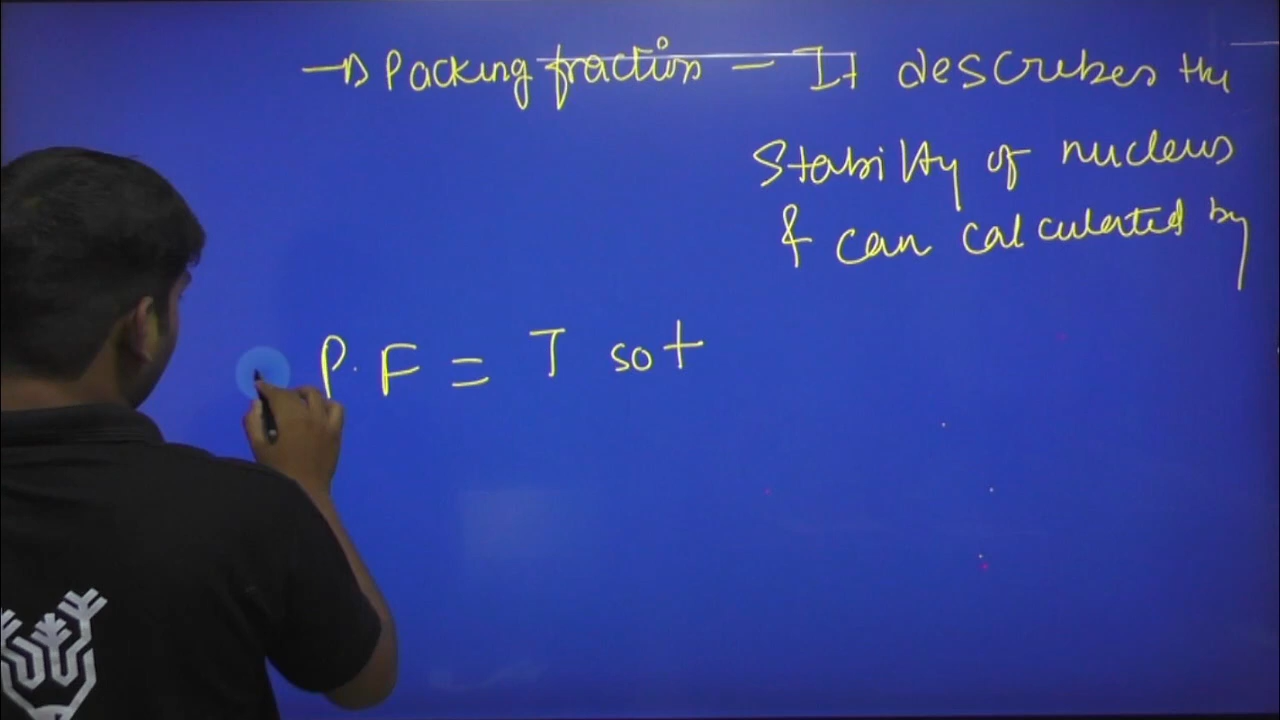 → Packing fraction - It describes the
stability of nucleus
& can calculated by
P.F = I sot